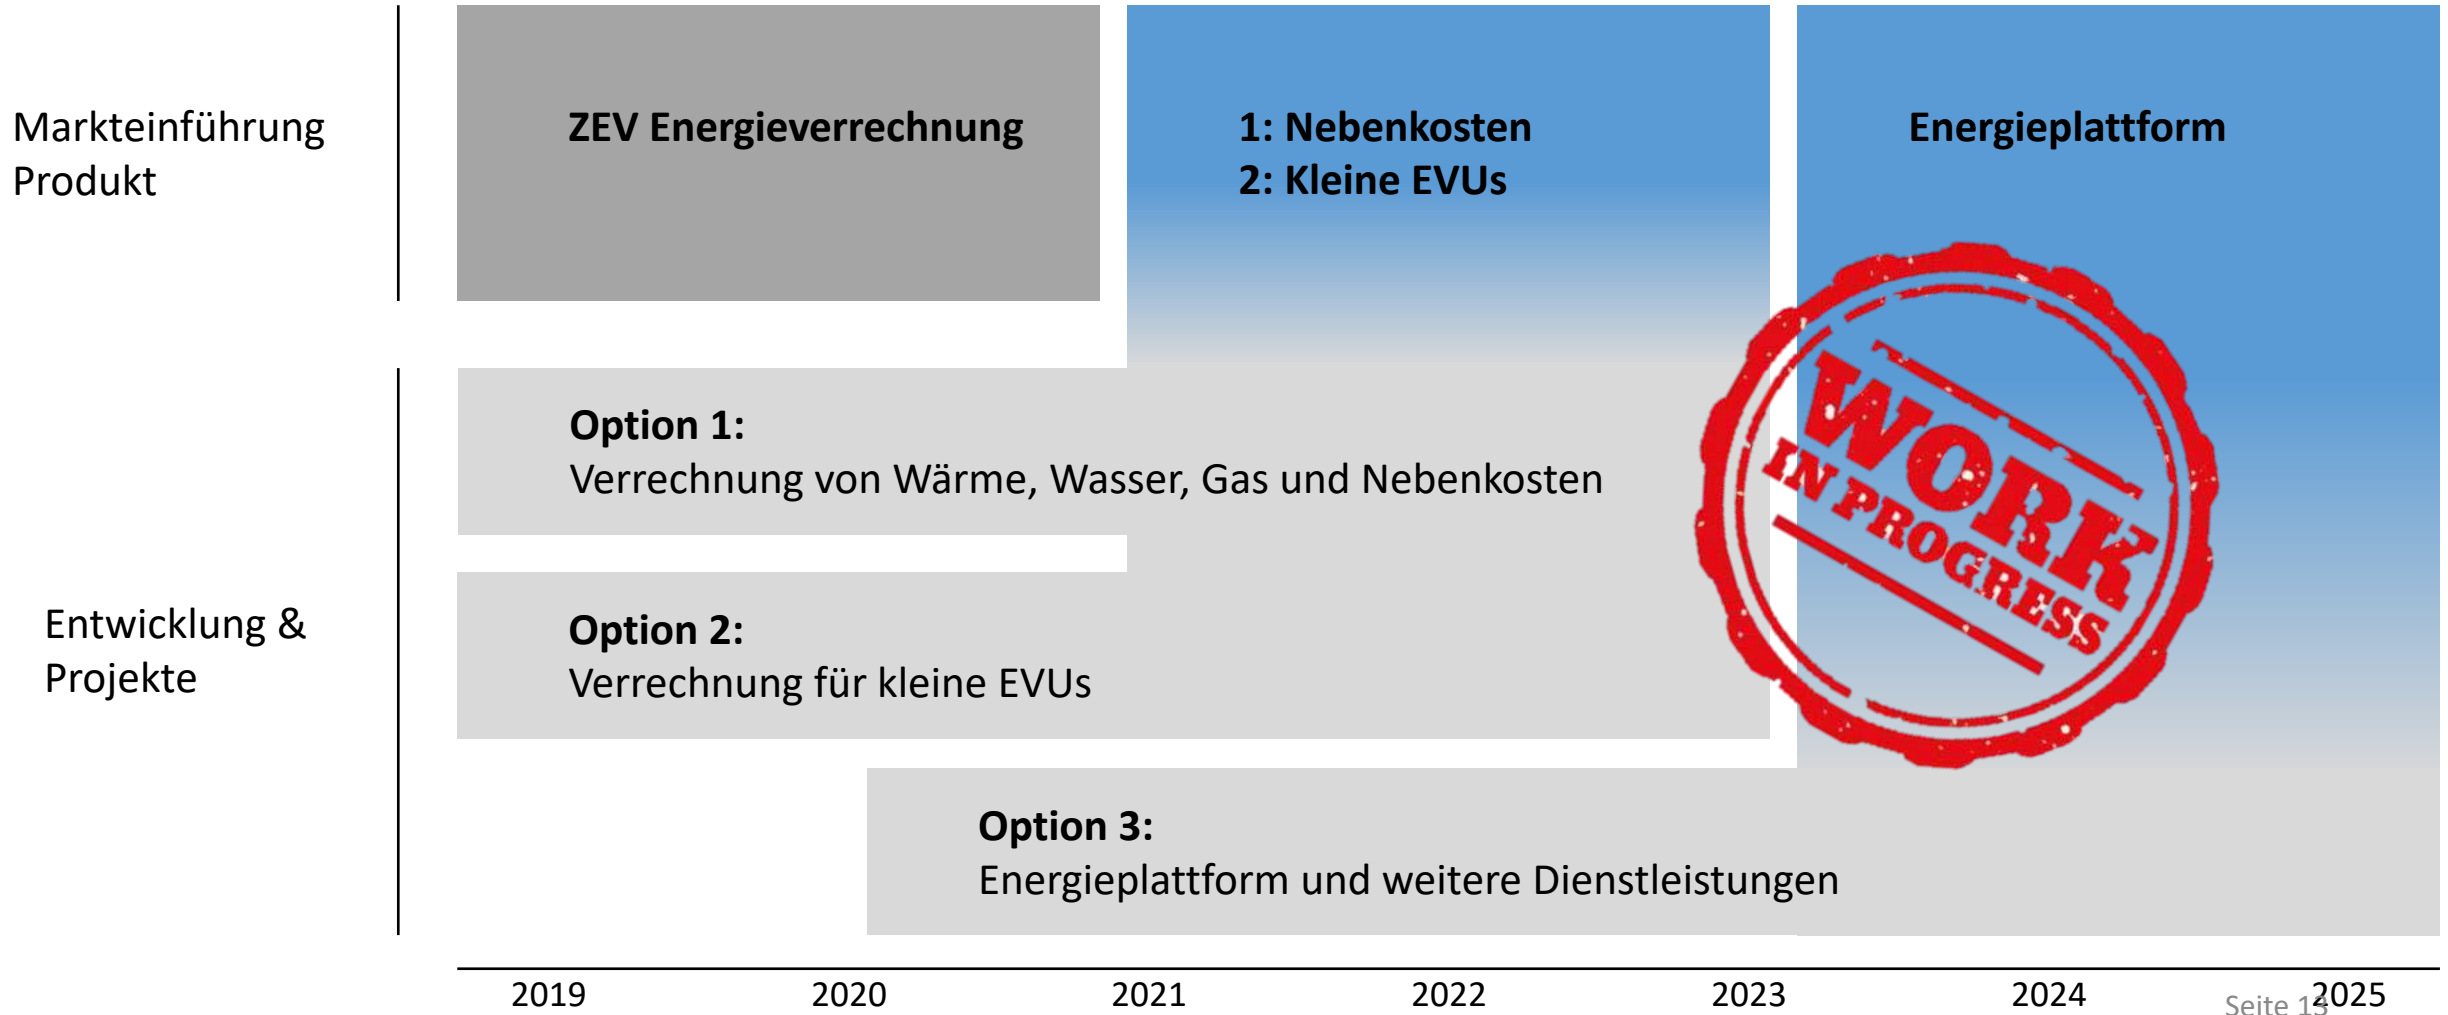 Markteinführung
Produkt
ZEV Energieverrechnung
1: Nebenkosten
2: Kleine EVUs
Energieplattform
Entwicklung &
Projekte
Option 1:
Verrechnung von Wärme, Wasser, Gas und Nebenkosten
Option 2:
Verrechnung für kleine EVUs
WORK
IN PROGRESS
Option 3:
Energieplattform und weitere Dienstleistungen
2019 2020 2021 2022 2023 2024 2025
Seite 13